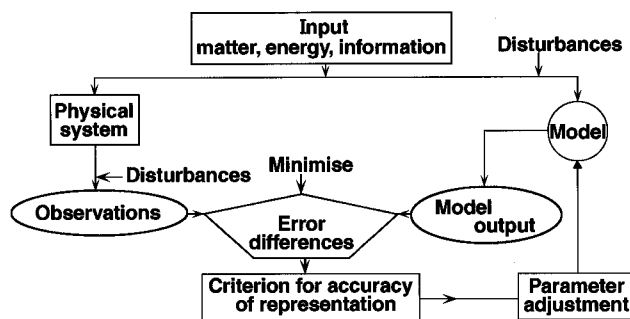 Input
matter, energy, information
Disturbances
Physical
system
Model
Disturbances
Minimise
Observations
Error
differences
Model
output
Criterion for accuracy
of representation
Parameter
adjustment